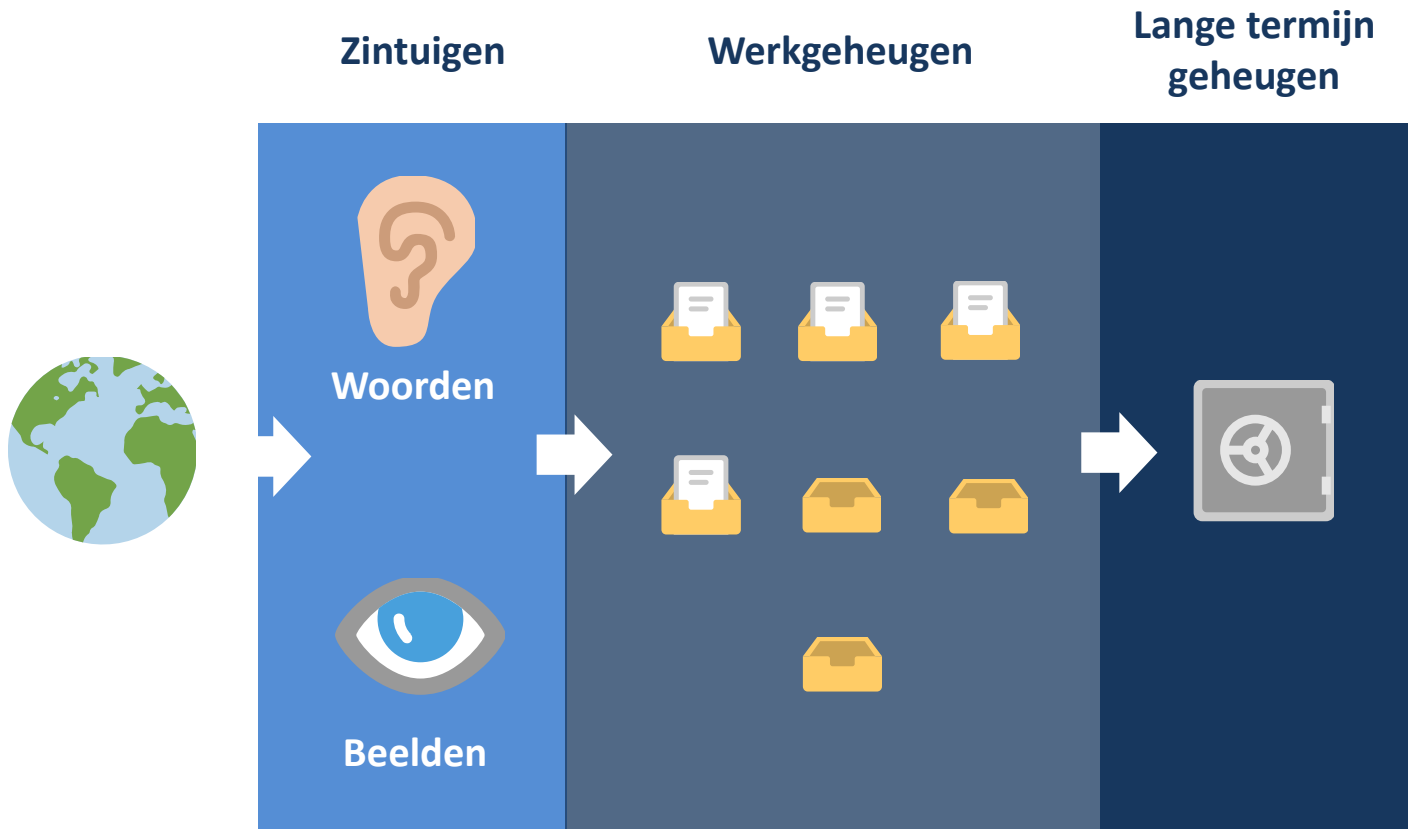 Zintuigen
Werkgeheugen
Lange termijn
geheugen
Woorden
Beelden